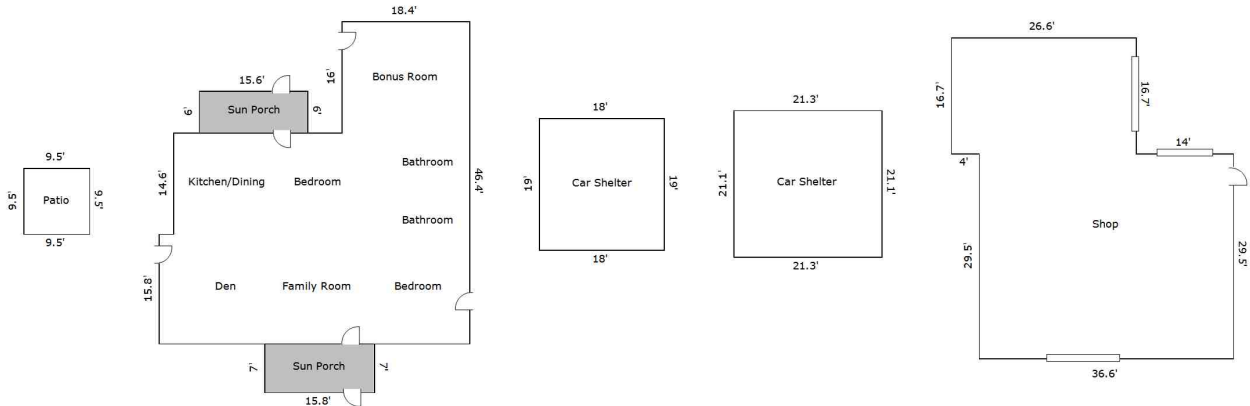 9.5'
9.5'
Patio
9.5'
9.5'
18.4'
16'
Bonus Room
15.6'
6'
Sun Porch
6'
14.6'
Kitchen/Dining
Bedroom
Bathroom
46.4'
Bathroom
15.8'
Den
Family Room
Bedroom
7'
Sun Porch
7'
15.8'
18'
19'
Car Shelter
19'
18'
21.3'
21.1'
Car Shelter
21.1'
21.3'
26.6'
16.7'
16.7'
14'
4'
Shop
29.5'
29.5'
36.6'